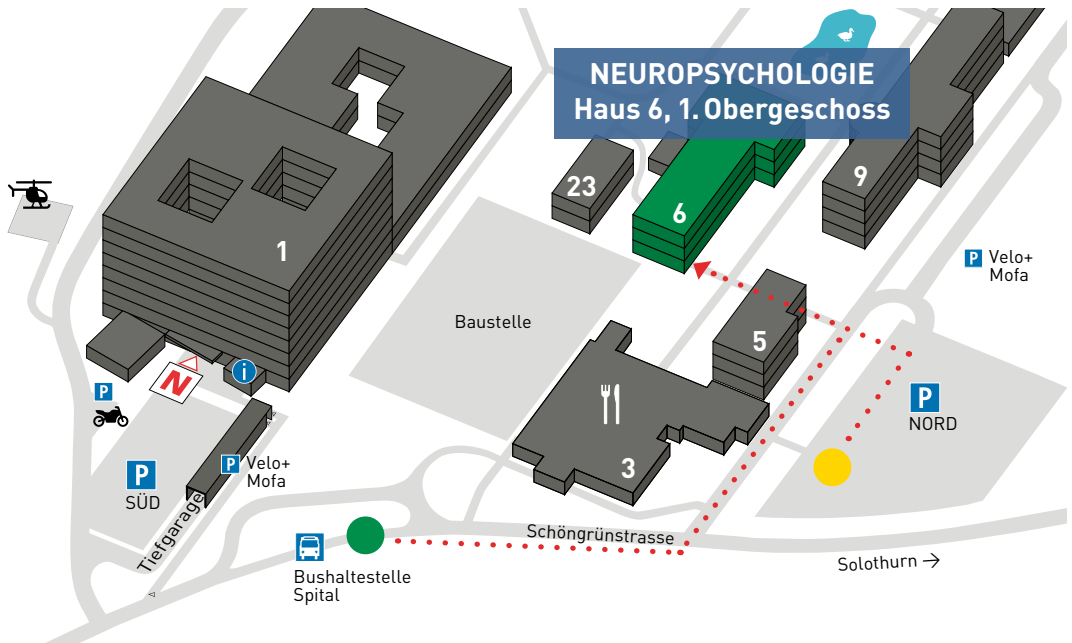 NEUROPSYCHOLOGIE
Haus 6, 1. Obergeschoss
23
9
6
1
P Velo+
Mofa
Baustelle
5
i
N
P
P
NORD
3
P
SÜD
P Velo+
Mofa
Tiefgarage
Schöngrünstrasse
Solothurn →
Bushaltestelle
Spital